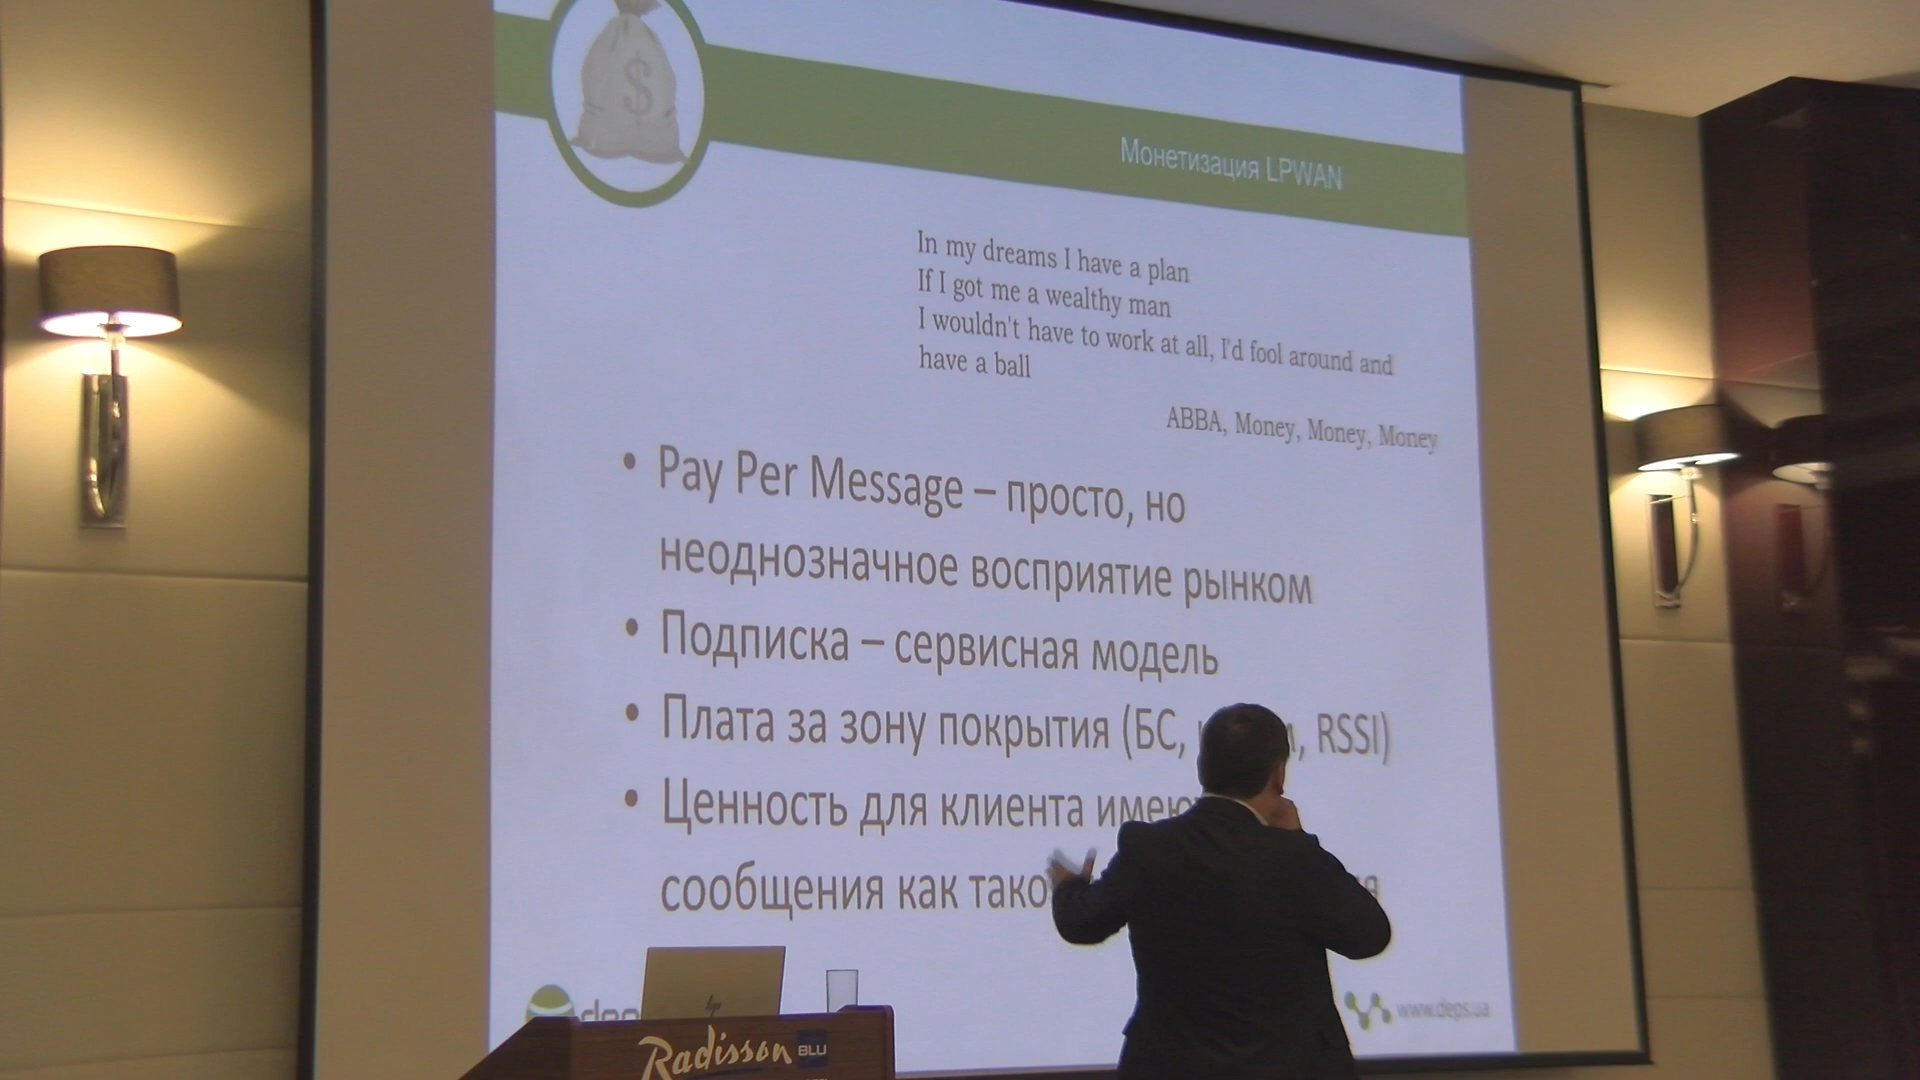 $
Монетизация LPWAN
In my dreams I have a plan
If I got me a wealthy man
I wouldn't have to work at all, I'd fool around and
have a ball
ABBA, Money, Money, Money
• Pay Per Message – просто, но
неоднозначное восприятие рынком
• Подписка – сервисная модель
• Плата за зону покрытия (БС, RSSI)
• Ценность для клиента
сообщения как
www.deps.ua
hp
Radisson BLU